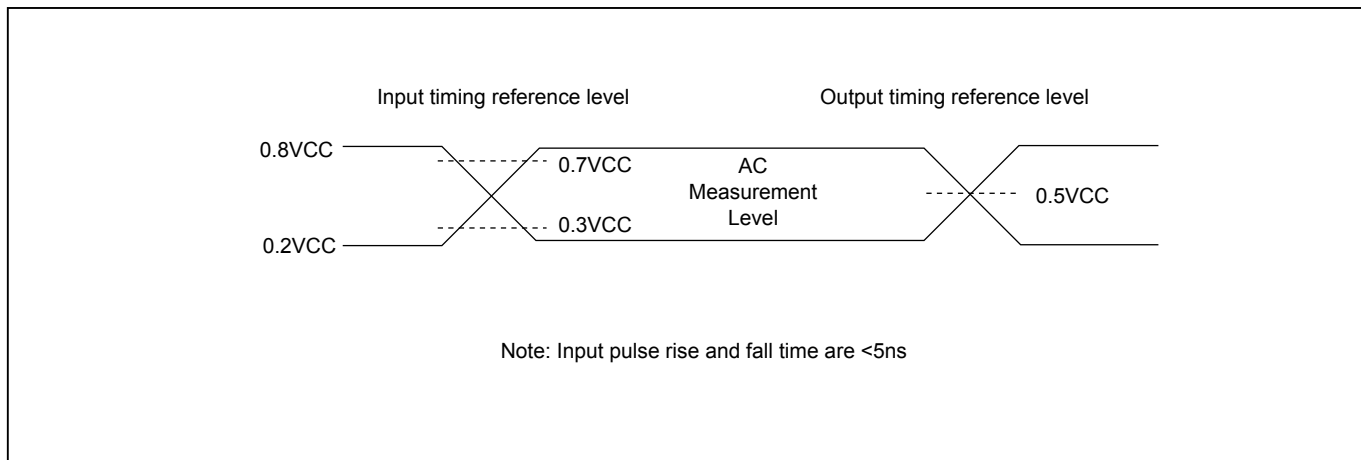 Input timing reference level
Output timing reference level
0.8VCC
0.7VCC
AC
Measurement
Level
0.5VCC
0.3VCC
0.2VCC
Note: Input pulse rise and fall time are <5ns